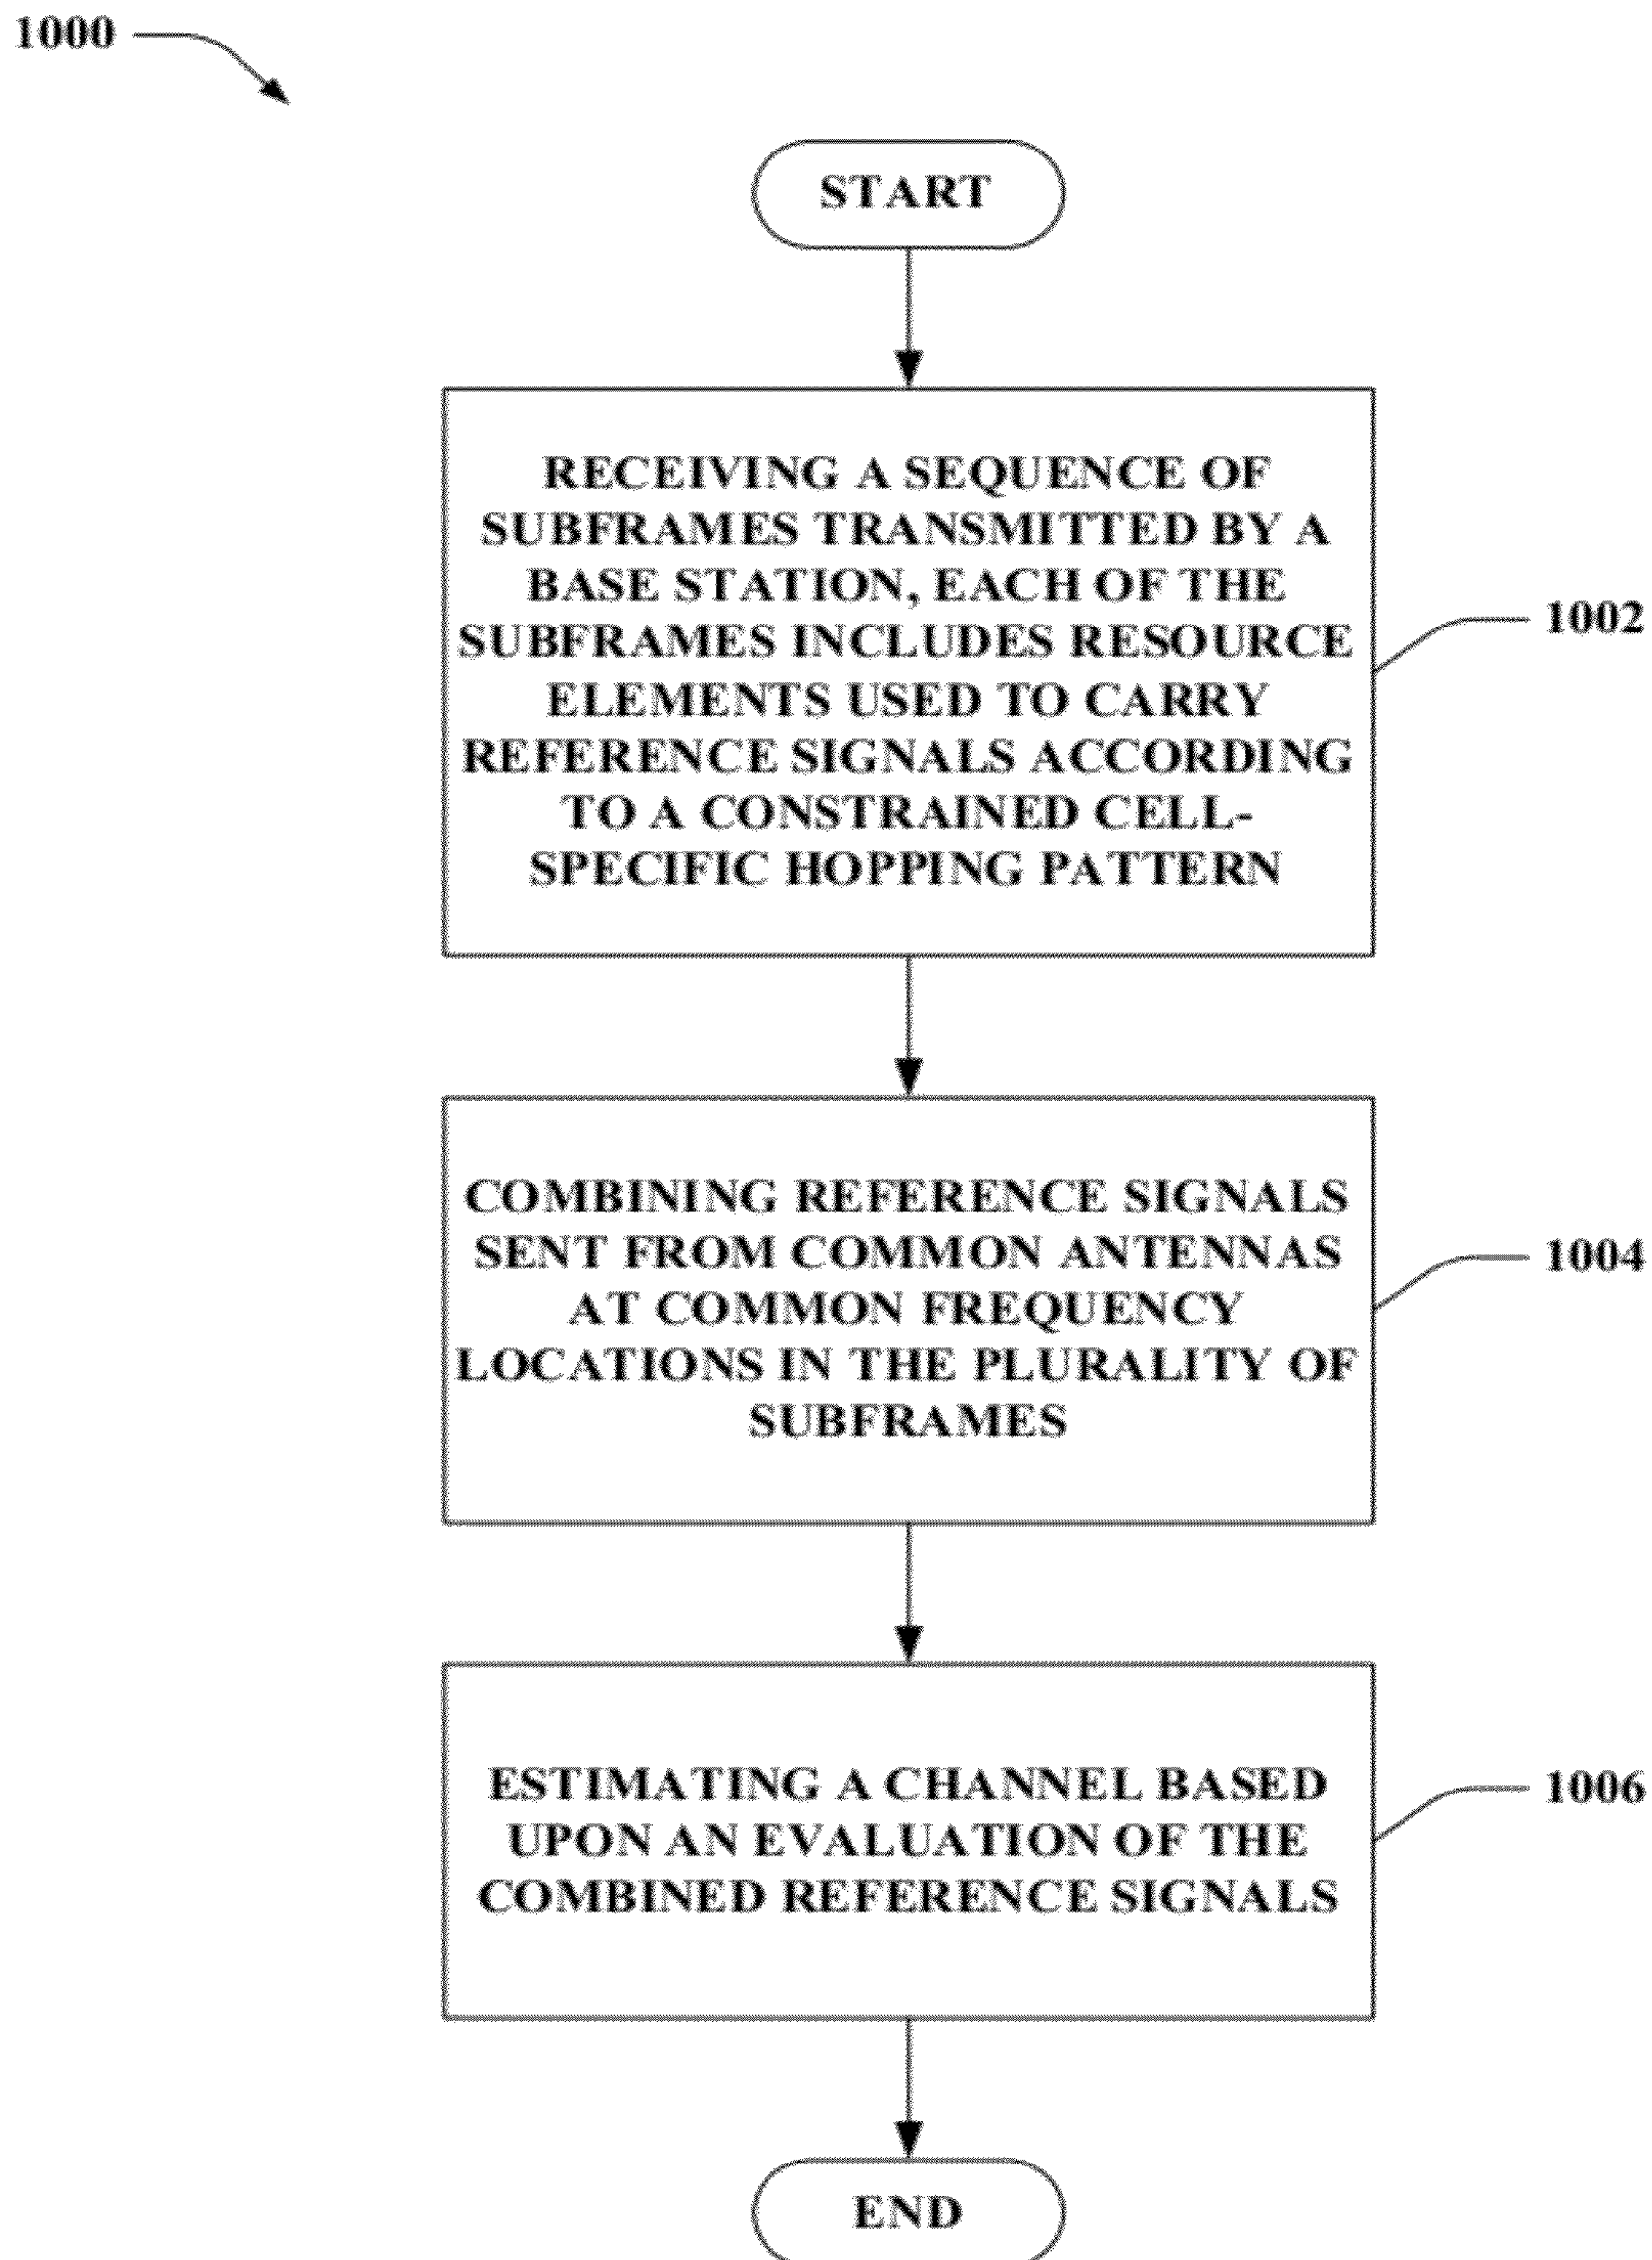 1000
START
RECEIVING A SEQUENCE OF
SUBFRAMES TRANSMITTED BY A
BASE STATION, EACH OF THE
SUBFRAMES INCLUDES RESOURCE
ELEMENTS USED TO CARRY
REFERENCE SIGNALS ACCORDING
TO A CONSTRAINED CELL-
SPECIFIC HOPPING PATTERN
1002
COMBINING REFERENCE SIGNALS
SENT FROM COMMON ANTENNAS
AT COMMON FREQUENCY
LOCATIONS IN THE PLURALITY OF
SUBFRAMES
1004
ESTIMATING A CHANNEL BASED
UPON AN EVALUATION OF THE
COMBINED REFERENCE SIGNALS
1006
END